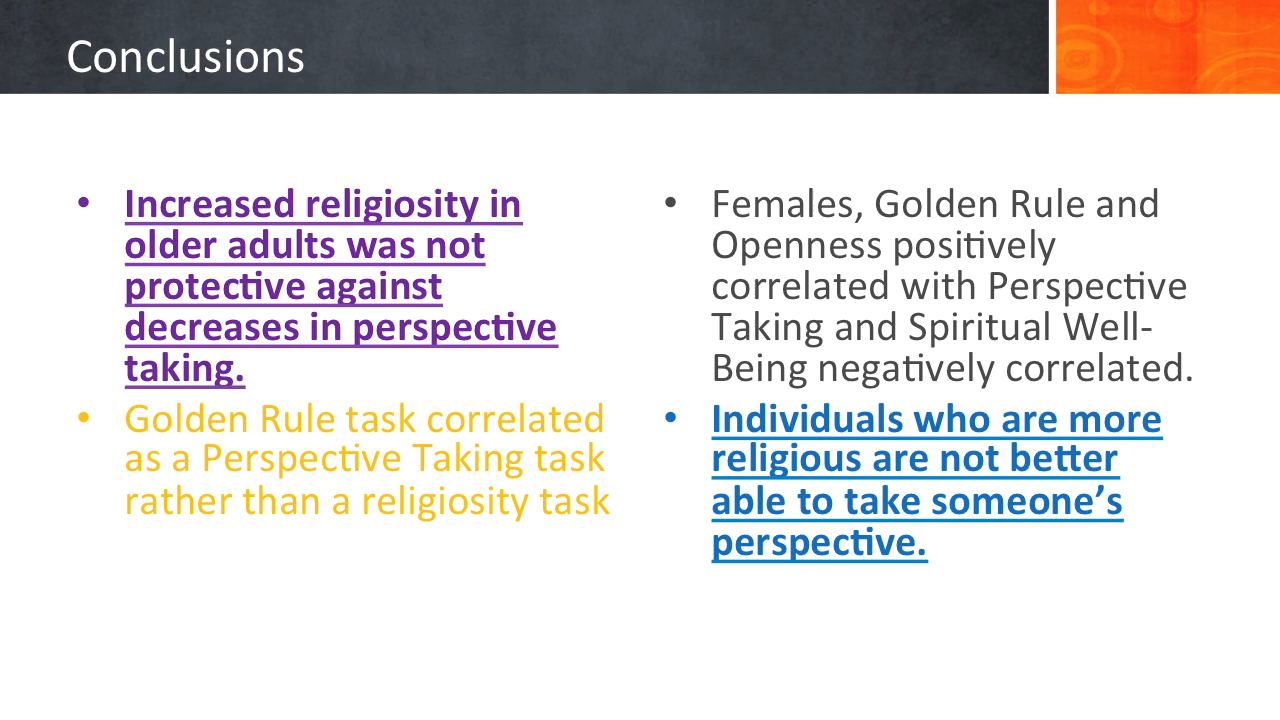 Conclusions
• Increased religiosity in
older adults was not
protective against
decreases in perspective
taking.
• Golden Rule task correlated
as a Perspective Taking task
rather than a religiosity task
• Females, Golden Rule and
Openness positively
correlated with Perspective
Taking and Spiritual Well-
Being negatively correlated.
• Individuals who are more
religious are not better
able to take someone’s
perspective.